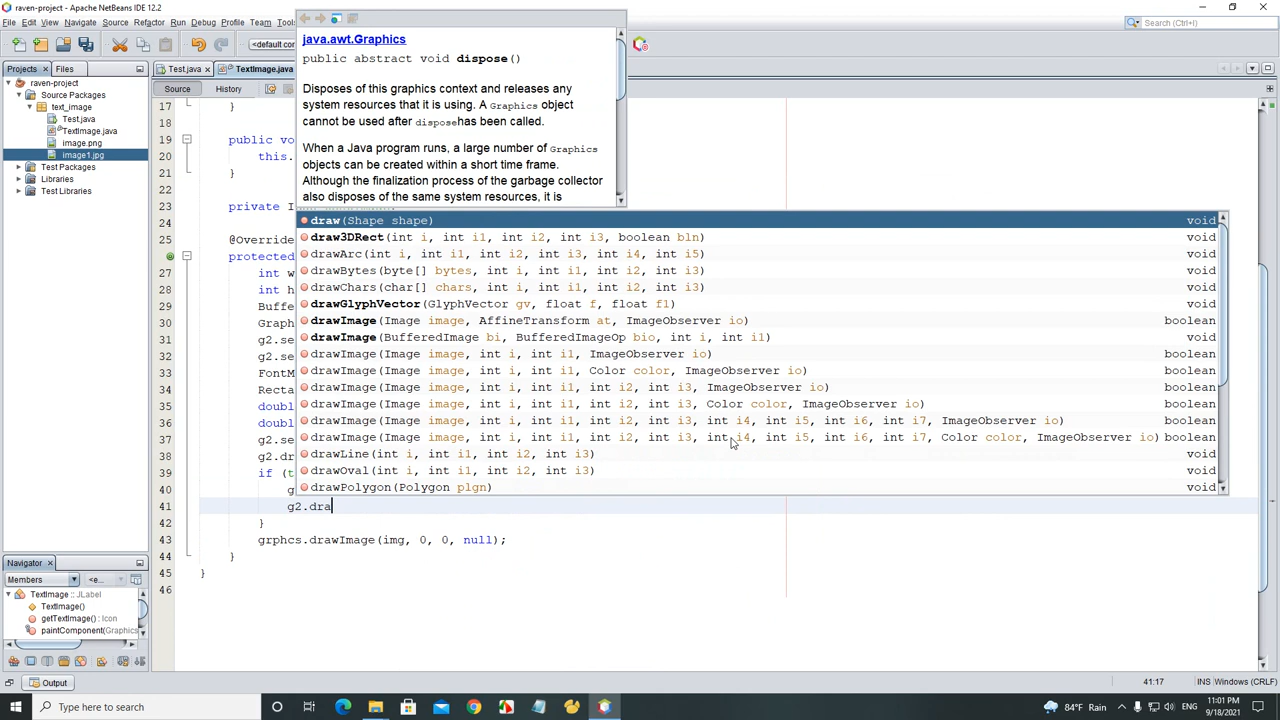 raven-project - Apache NetBeans IDE 12.2
File Edit View Navigate Source Refactor Run Debug Profile Team
Search (Ctrl+I)
<default con
Projects Files
Test.java TextImage.java
Source History
raven-project
Source Packages
text_image
Test.java
TextImage.java
image.png
image1.jpg
Test Packages
Libraries
Test Libraries
java.awt.Graphics
public abstract void dispose()
Disposes of this graphics context and releases any
system resources that it is using. A Graphics object
cannot be used after dispose has been called.
When a Java program runs, a large number of Graphics
objects can be created within a short time frame.
Although the finalization process of the garbage collector
also disposes of the same system resources, it is
17 }
18
19 public vo
20 this.
21 }
22
23 private I
24
25 @Override
protected
27 int w
28 int h
29 Buffe
30 Graph
31 g2.se
32 g2.se
33 FontM
34 Recta
35 doubl
36 doubl
37 g2.se
38 g2.dr
39 if (t
40 g
41 g2.dra
42 }
43 grphcs.drawImage(img, 0, 0, null);
44 }
45 }
46
draw(Shape shape) void
draw3DRect(int i, int i1, int i2, int i3, boolean bln) void
drawArc(int i, int i1, int i2, int i3, int i4, int i5) void
drawBytes(byte[] bytes, int i, int i1, int i2, int i3) void
drawChars(char[] chars, int i, int i1, int i2, int i3) void
drawGlyphVector(GlyphVector gv, float f, float f1) void
drawImage(Image image, AffineTransform at, ImageObserver io) boolean
drawImage(BufferedImage bi, BufferedImageOp bio, int i, int i1) void
drawImage(Image image, int i, int i1, ImageObserver io) boolean
drawImage(Image image, int i, int i1, Color color, ImageObserver io) boolean
drawImage(Image image, int i, int i1, int i2, int i3, ImageObserver io) boolean
drawImage(Image image, int i, int i1, int i2, int i3, Color color, ImageObserver io) boolean
drawImage(Image image, int i, int i1, int i2, int i3, int i4, int i5, int i6, int i7, ImageObserver io) boolean
drawImage(Image image, int i, int i1, int i2, int i3, int i4, int i5, int i6, int i7, Color color, ImageObserver io) boolean
drawLine(int i, int i1, int i2, int i3) void
drawOval(int i, int i1, int i2, int i3) void
drawPolygon(Polygon plgn) void
Navigator
Members <e...
TextImage :: JLabel
TextImage()
getTextImage() : Icon
paintComponent(Graphics
Output
41:17 INS Windows (CRLF)
Type here to search
84°F Rain ENG
11:01 PM
9/18/2021